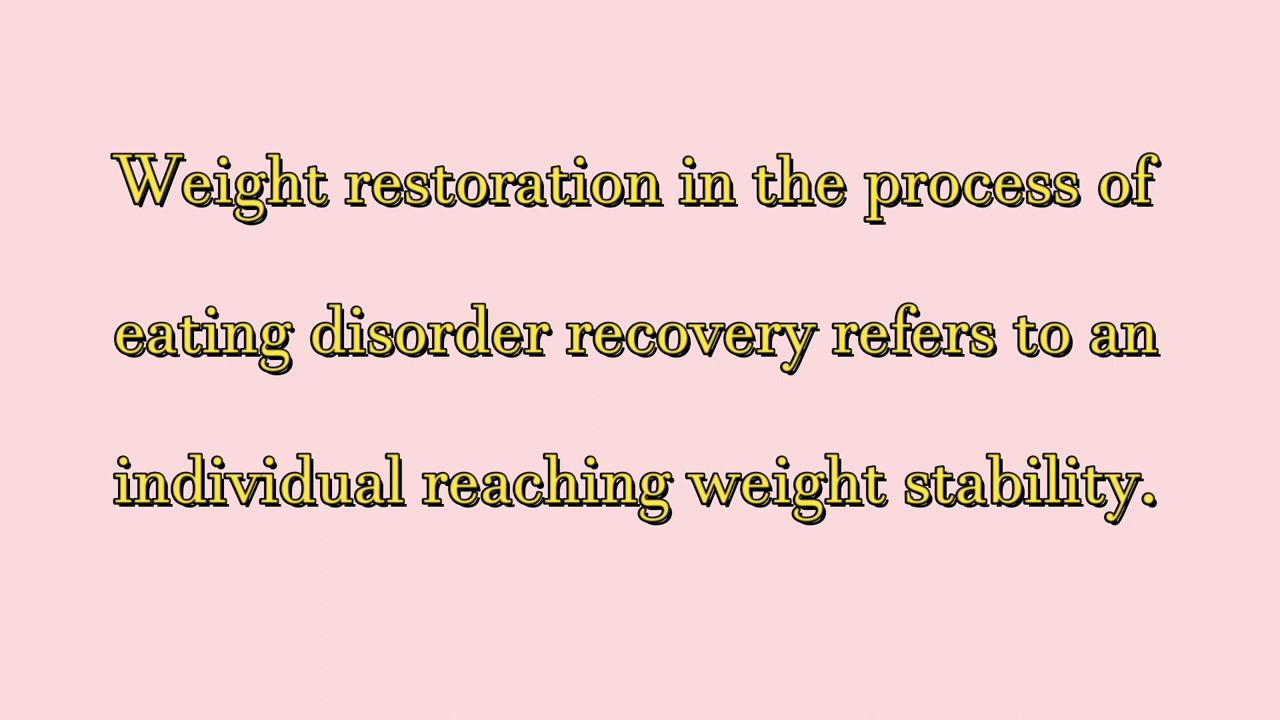 Weight restoration in the process of
eating disorder recovery refers to an
individual reaching weight stability.